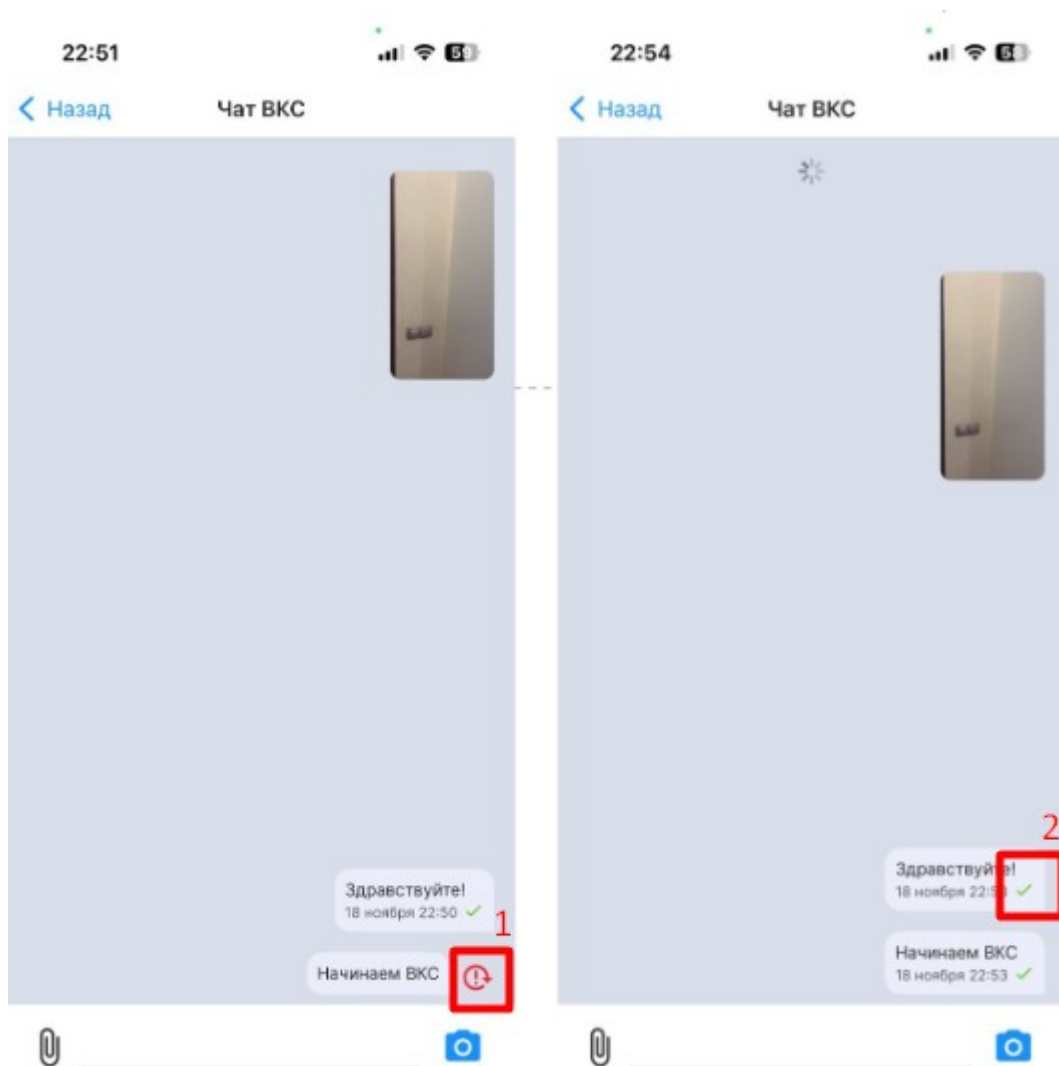 22:51
Назад
Чат ВКС
Здравствуйте!
18 ноября 22:50
1
Начинаем ВКС
22:54
Назад
Чат ВКС
2
Здравствуйте!
18 ноября
Начинаем ВКС
18 ноября 22:53